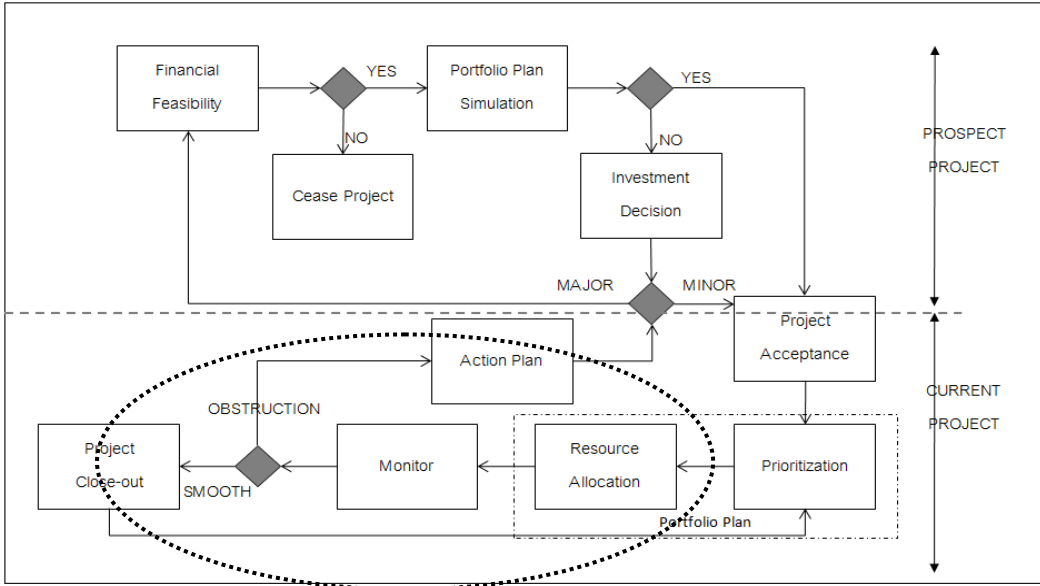 Financial
Feasibility
YES
Portfolio Plan
Simulation
YES
NO
NO
Cease Project
Investment
Decision
PROSPECT
PROJECT
MAJOR
MINOR
Project
Acceptance
Action Plan
OBSTRUCTION
CURRENT
PROJECT
Project
Close-out
SMOOTH
Monitor
Resource
Allocation
Prioritization
Portfolio Plan